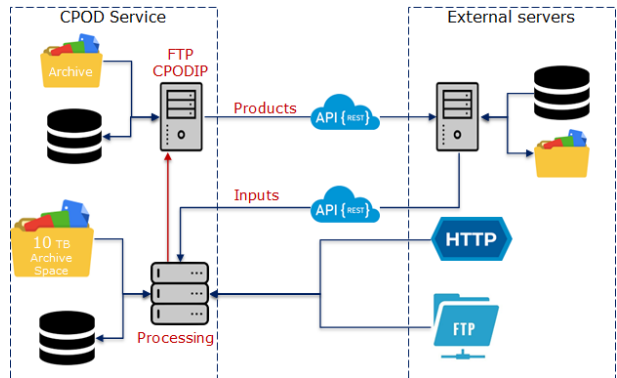 CPOD Service
External servers
FTP
CPODIP
Archive
Products
API {REST}
Inputs
API {REST}
10 TB
Archive
Space
HTTP
FTP
Processing